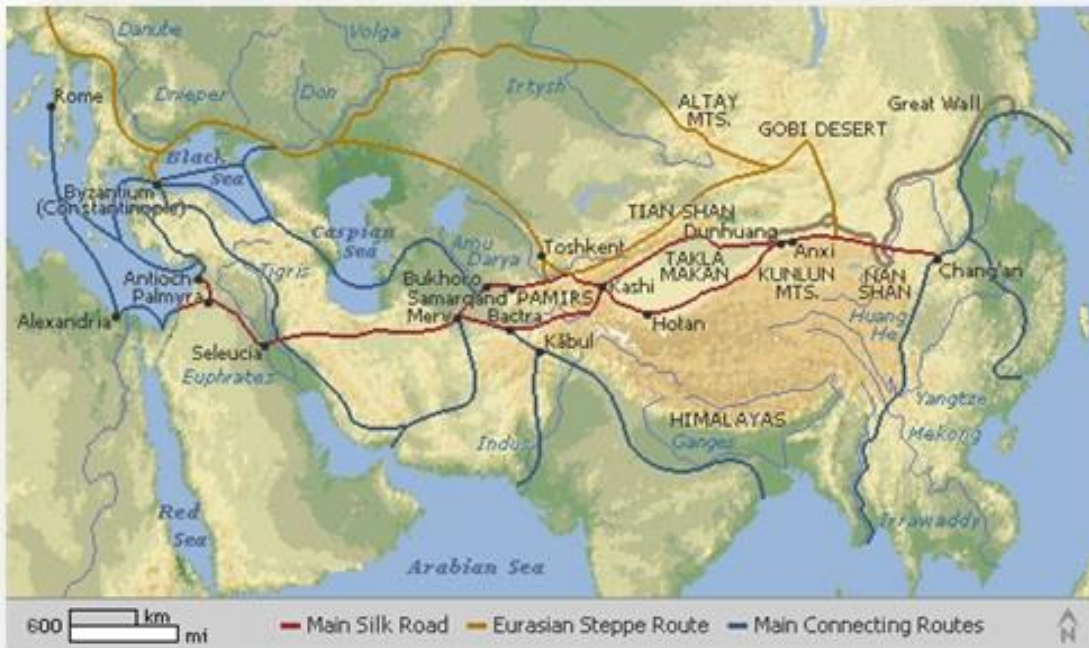 Danube
Volga
Rome
Dnieper
Don
Irtysh
ALTAY
MTS.
Great Wall
GOBI DESERT
Black
Sea
Byzantium
(Constantinople)
Caspian
Sea
TIAN SHAN
Dunhuang
Amu
Darya
Toshkent
TAKLA
MAKAN
Anxi
Tigris
Antioch
Bukhoro
KUNLUN
MTS.
NAN
SHAN
Chang'an
Palmyra
Samarqand
PAMIRS
Kashi
Alexandria
Merv
Bactra
Hotan
Huang
He
Seleucia
Kābul
Euphrates
Yangtze
HIMALAYAS
Indus
Ganges
Mekong
Red
Sea
Irrawaddy
Arabian Sea
600 km
mi
Main Silk Road
Eurasian Steppe Route
Main Connecting Routes
N